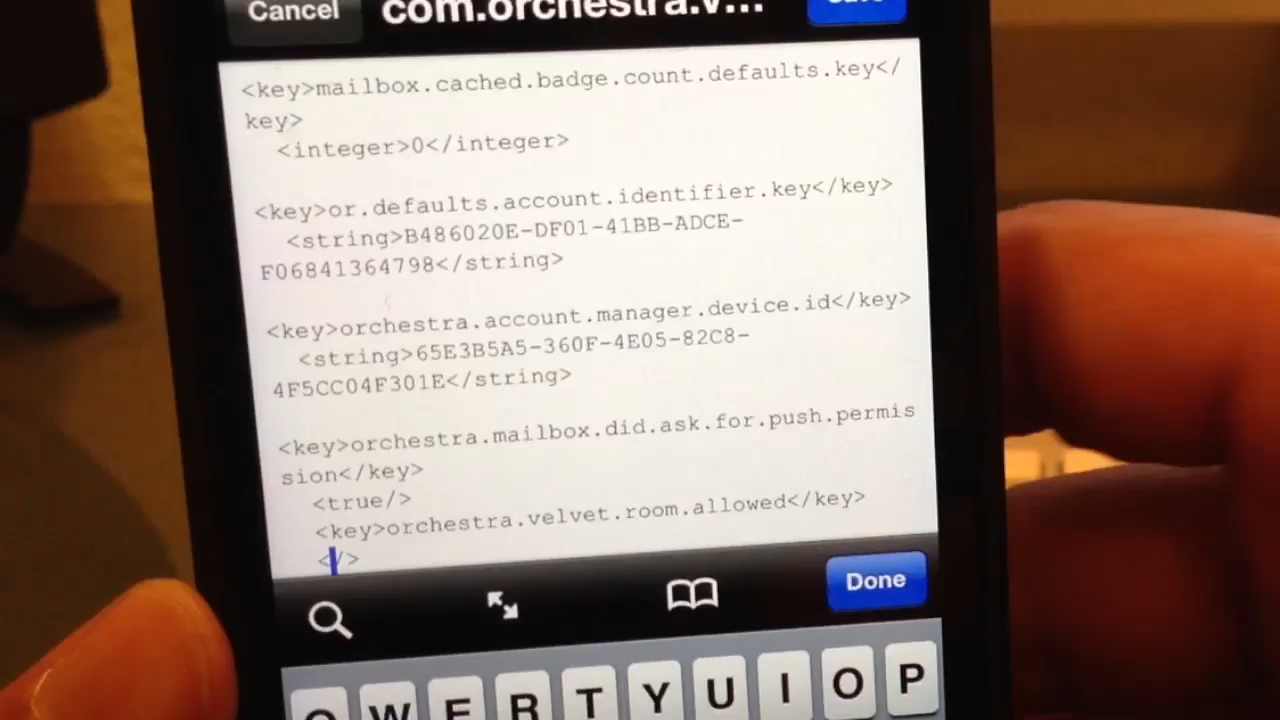 Cancel com.orchestra.v...
<key>mailbox.cached.badge.count.defaults.key</
key>
<integer>0</integer>
<key>or.defaults.account.identifier.key</key>
<string>B486020E-DF01-41BB-ADCE-
F06841364798</string>
<key>orchestra.account.manager.device.id</key>
<string>65E3B5A5-360F-4E05-82C8-
4F5CC04F301E</string>
<key>orchestra.mailbox.did.ask.for.push.permis
sion</key>
<true/>
<key>orchestra.velvet.room.allowed</key>
</>
Done
Q W E R T Y U I O P